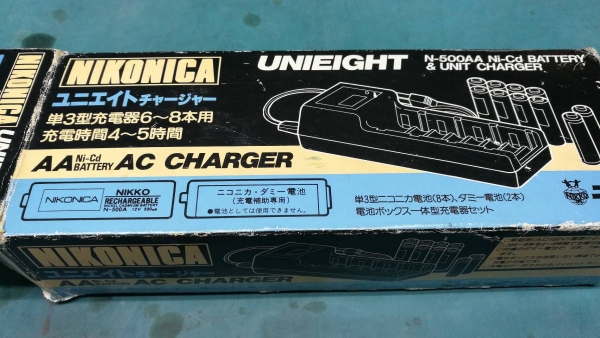 NIKONICA
UNIEIGHT
N-500AA Ni-Cd BATTERY
& UNIT CHARGER
ユニエイトチャージャー
単3型充電器6〜8本用
充電時間4〜5時間
AA Ni-Cd BATTERY AC CHARGER
NIKONICA
NIKKO
RECHARGEABLE
N-500A 1.2V
ニコニカ・ダミー電池
(充電補助専用)
●電池としては使用できません。
単3型ニコニカ電池(8本)、ダミー電池(2本)
電池ボックス一体型充電器セット
NIKONICA
ユニエイトチャージャー
AA AC CHARGER
NIKONICA